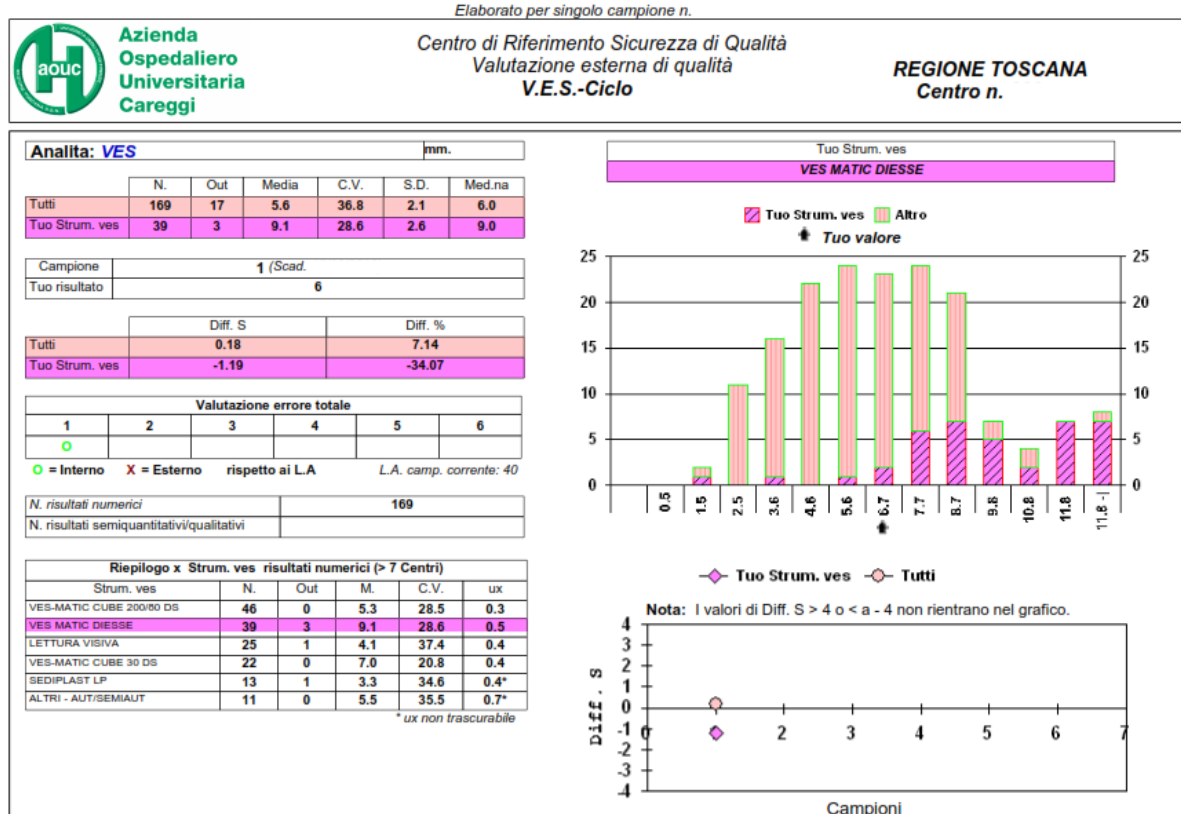 Elaborato per singolo campione n.
aouc
Azienda
Ospedaliero
Universitaria
Careggi
Centro di Riferimento Sicurezza di Qualità
Valutazione esterna di qualità
V.E.S.-Ciclo
REGIONE TOSCANA
Centro n.
Analita: VES mm.
N. Out Media C.V. S.D. Med.na
Tutti 169 17 5.6 36.8 2.1 6.0
Tuo Strum. ves 39 3 9.1 28.6 2.6 9.0
Campione 1 (Scad.
Tuo risultato 6
Diff. S Diff. %
Tutti 0.18 7.14
Tuo Strum. ves -1.19 -34.07
Valutazione errore totale
1 2 3 4 5 6
O
O = Interno X = Esterno rispetto ai L.A L.A. camp. corrente: 40
N. risultati numerici 169
N. risultati semiquantitativi/qualitativi
Riepilogo x Strum. ves risultati numerici (> 7 Centri)
Strum. ves N. Out M. C.V. ux
VES-MATIC CUBE 200/80 DS 46 0 5.3 28.5 0.3
VES MATIC DIESSE 39 3 9.1 28.6 0.5
LETTURA VISIVA 25 1 4.1 37.4 0.4
VES-MATIC CUBE 30 DS 22 0 7.0 20.8 0.4
SEDIPLAST LP 13 1 3.3 34.6 0.4*
ALTRI - AUT/SEMIAUT 11 0 5.5 35.5 0.7*
* ux non trascurabile
Tuo Strum. ves
VES MATIC DIESSE
Tuo Strum. ves Altro
Tuo valore
25 25
20 20
15 15
10 10
5 5
0 0
0.5 1.5 2.5 3.6 4.6 5.6 6.7 7.7 8.7 9.8 10.8 11.8 11.8 -|
Tuo Strum. ves Tutti
Nota: I valori di Diff. S > 4 o < a - 4 non rientrano nel grafico.
Diff. S
4
3
2
1
0
-1 0 1 2 3 4 5 6 7
-2
-3
-4
Campioni